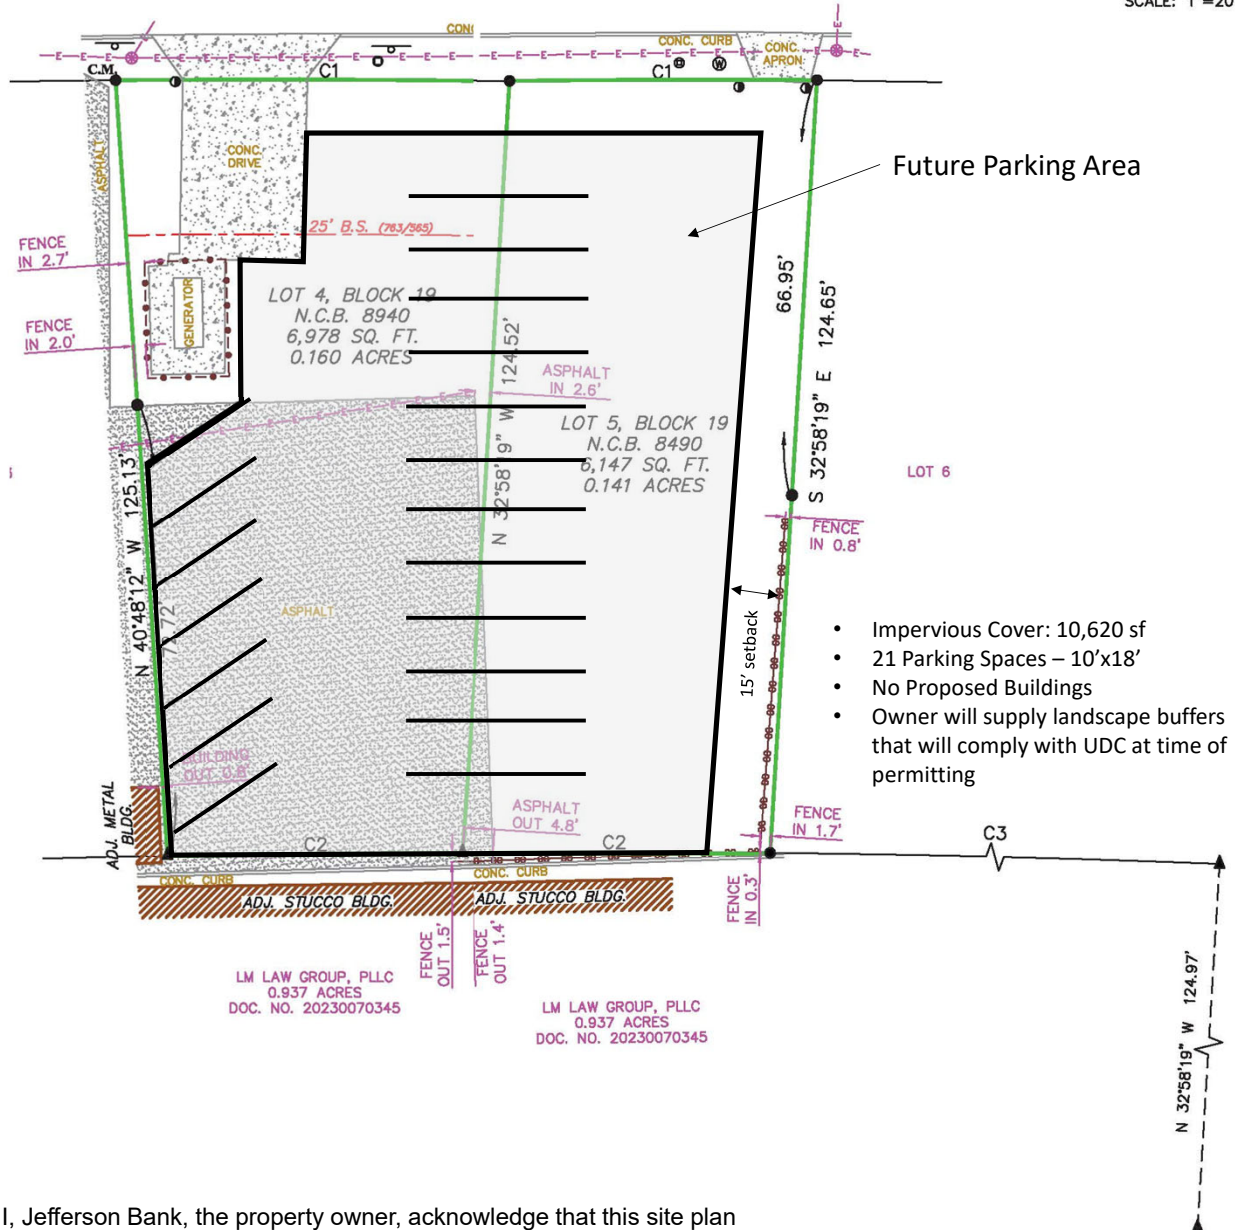 SCALE: 1"=20'
CONC. CURB
CONC.
APRON
C.M.
C1
C1
W
ASPHALT
CONC.
DRIVE
Future Parking Area
25' B.S. (763/565)
FENCE
IN 2.7'
GENERATOR
LOT 4, BLOCK 19
N.C.B. 8940
6,978 SQ. FT.
0.160 ACRES
FENCE
IN 2.0'
N 32°58'19" W 124.52'
66.95'
S 32°58'19" E 124.65'
ASPHALT
IN 2.6'
LOT 5, BLOCK 19
N.C.B. 8490
6,147 SQ. FT.
0.141 ACRES
LOT 6
N 40°48'12" W 125.13'
72.72'
FENCE
IN 0.8'
ASPHALT
15' setback
• Impervious Cover: 10,620 sf
• 21 Parking Spaces – 10'x18'
• No Proposed Buildings
• Owner will supply landscape buffers
that will comply with UDC at time of
permitting
BUILDING
OUT 0.8'
ADJ. METAL
BLDG.
ASPHALT
OUT 4.8'
FENCE
IN 1.7'
C2
C2
C3
CONC. CURB
CONC. CURB
ADJ. STUCCO BLDG.
ADJ. STUCCO BLDG.
FENCE
IN 0.3'
FENCE
OUT 1.5'
FENCE
OUT 1.4'
LM LAW GROUP, PLLC
0.937 ACRES
DOC. NO. 20230070345
LM LAW GROUP, PLLC
0.937 ACRES
DOC. NO. 20230070345
N 32°58'19" W 124.97'
I, Jefferson Bank, the property owner, acknowledge that this site plan